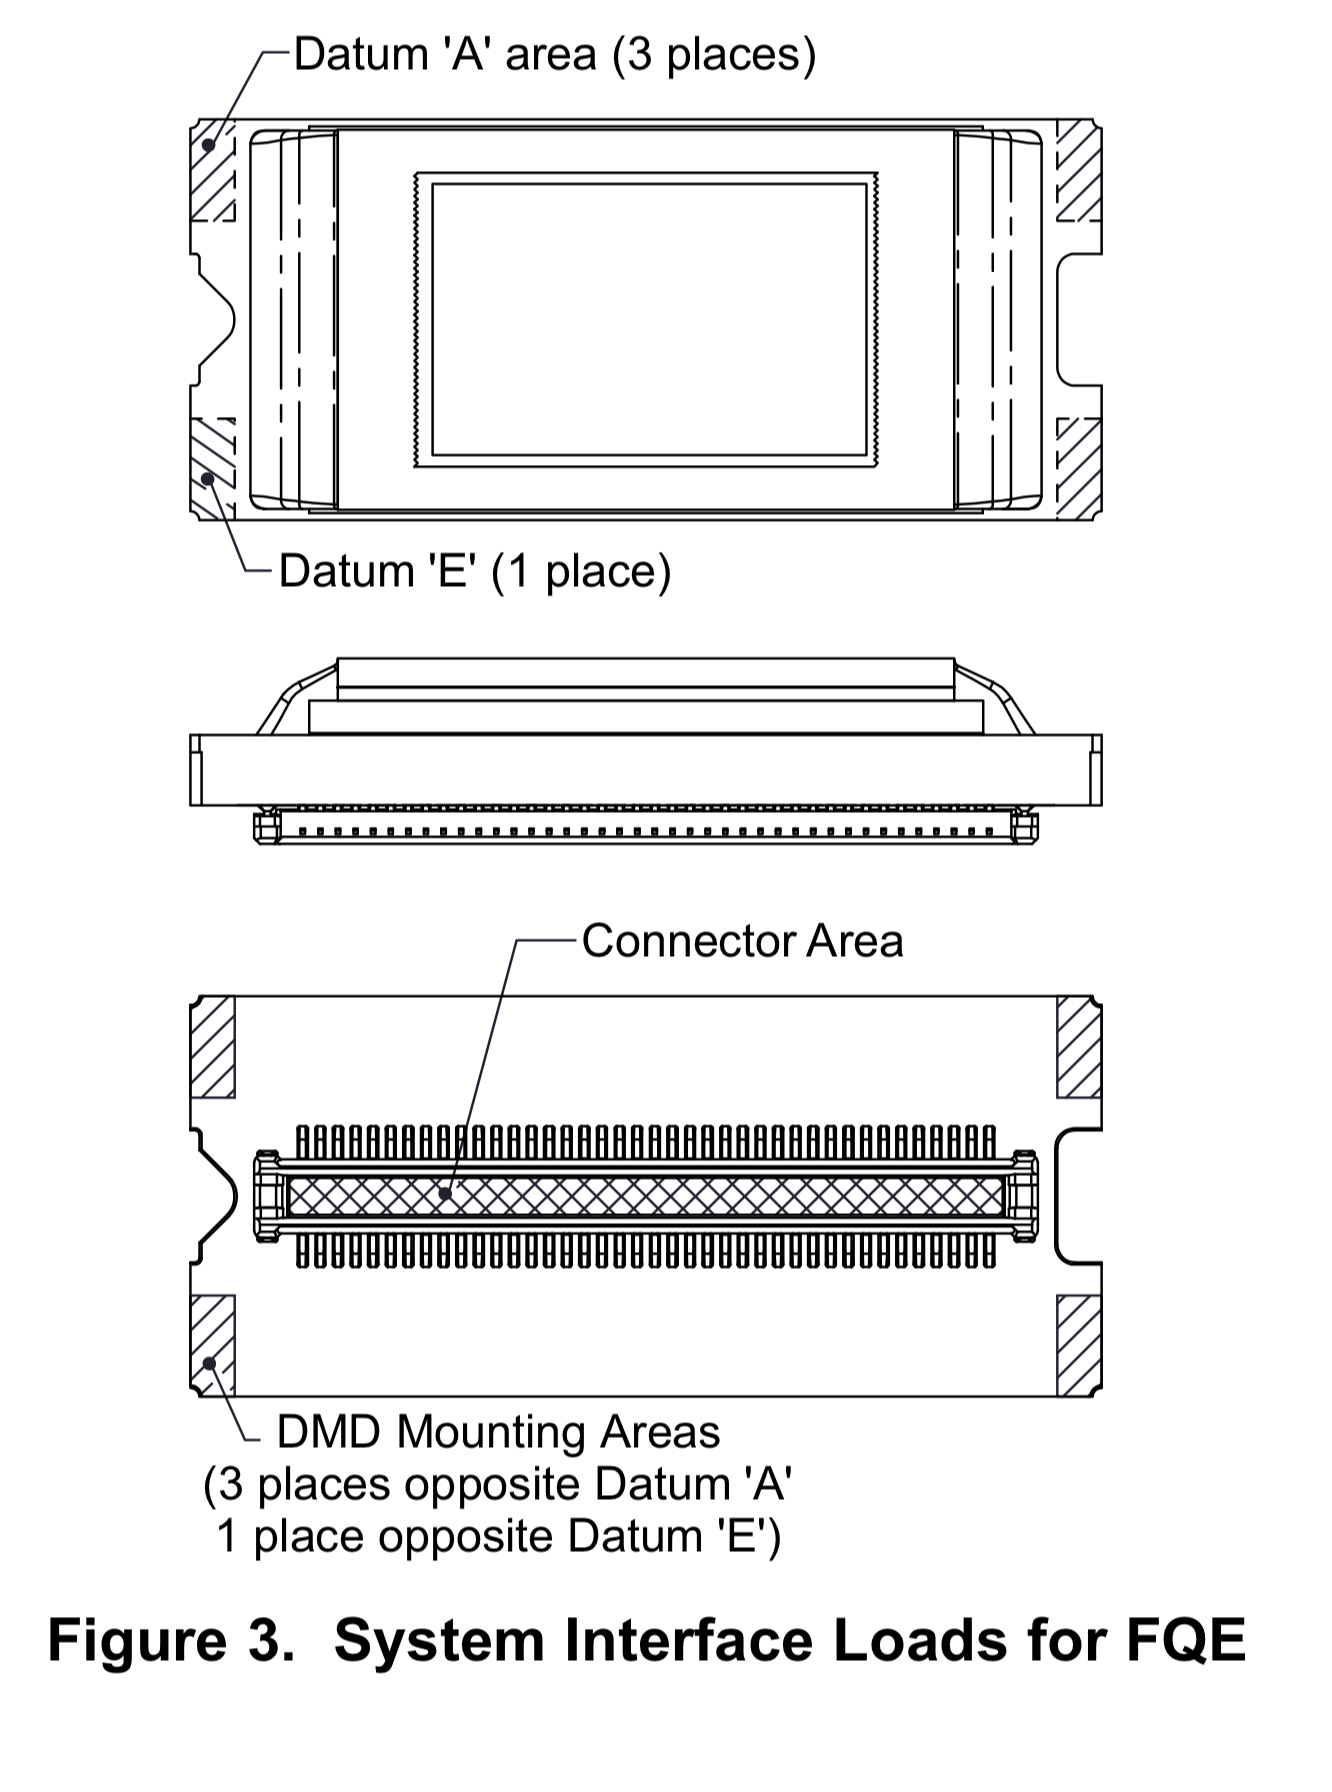 Datum 'A' area (3 places)
Datum 'E' (1 place)
Connector Area
DMD Mounting Areas
(3 places opposite Datum 'A'
1 place opposite Datum 'E')
Figure 3. System Interface Loads for FQE